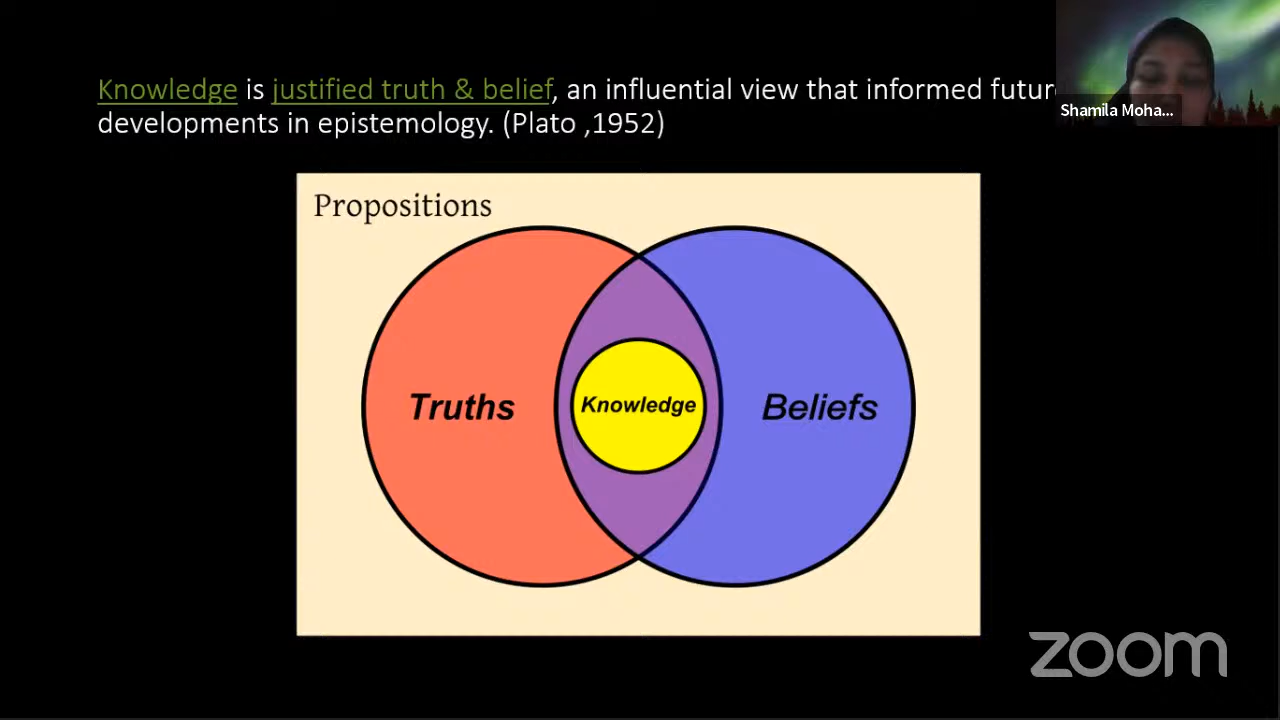 Knowledge is justified truth & belief, an influential view that informed future
developments in epistemology. (Plato ,1952)
Shamila Moha...
Propositions
Truths
Knowledge
Beliefs
zoom